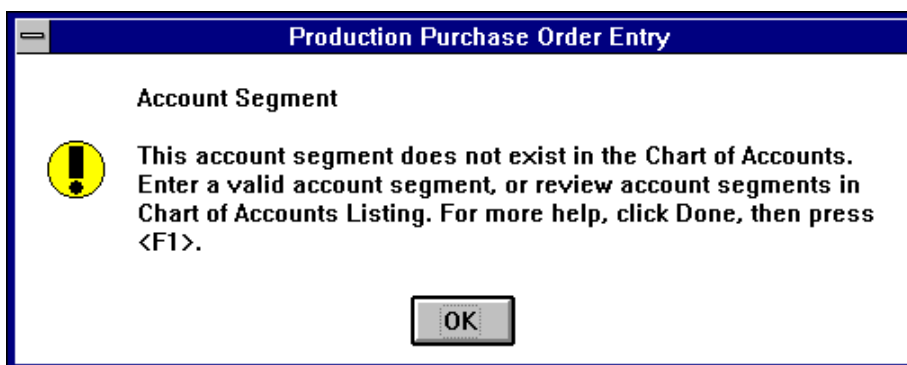 Production Purchase Order Entry
Account Segment
This account segment does not exist in the Chart of Accounts.
Enter a valid account segment, or review account segments in
Chart of Accounts Listing. For more help, click Done, then press
<F1>.
OK